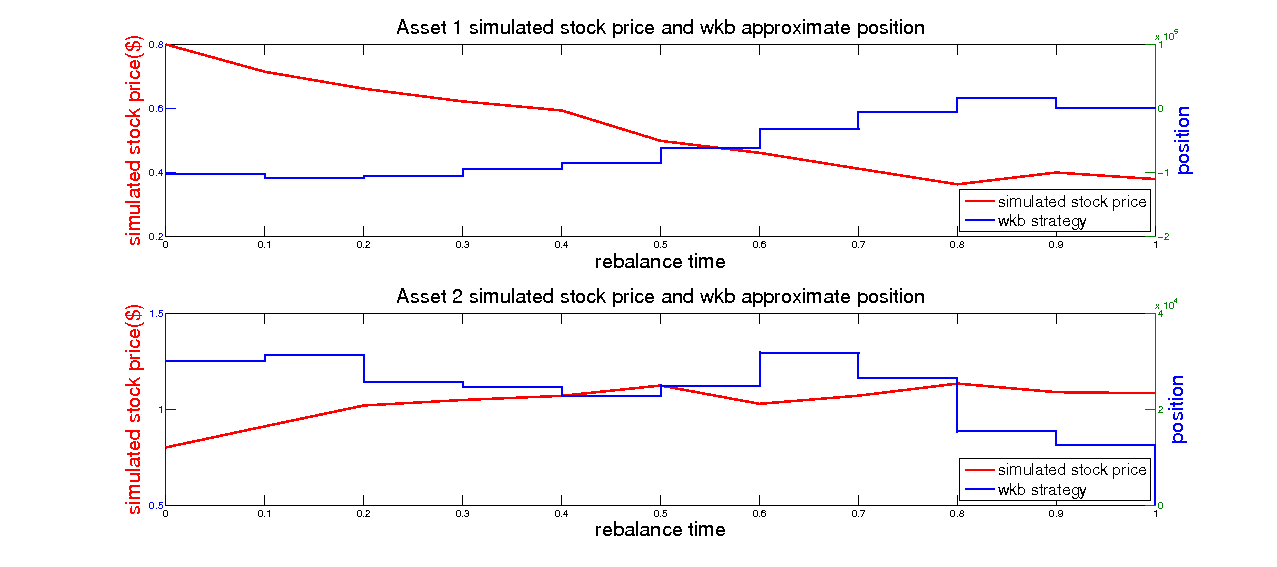 Asset 1 simulated stock price and wkb approximate position
x 10^5
simulated stock price($)
0.8
0.6
0.4
0.2
1
0
-1
-2
position
simulated stock price
wkb strategy
0 0.1 0.2 0.3 0.4 0.5 0.6 0.7 0.8 0.9 1
rebalance time
Asset 2 simulated stock price and wkb approximate position
x 10^4
simulated stock price($)
1.5
1
0.5
4
2
0
position
simulated stock price
wkb strategy
0 0.1 0.2 0.3 0.4 0.5 0.6 0.7 0.8 0.9 1
rebalance time